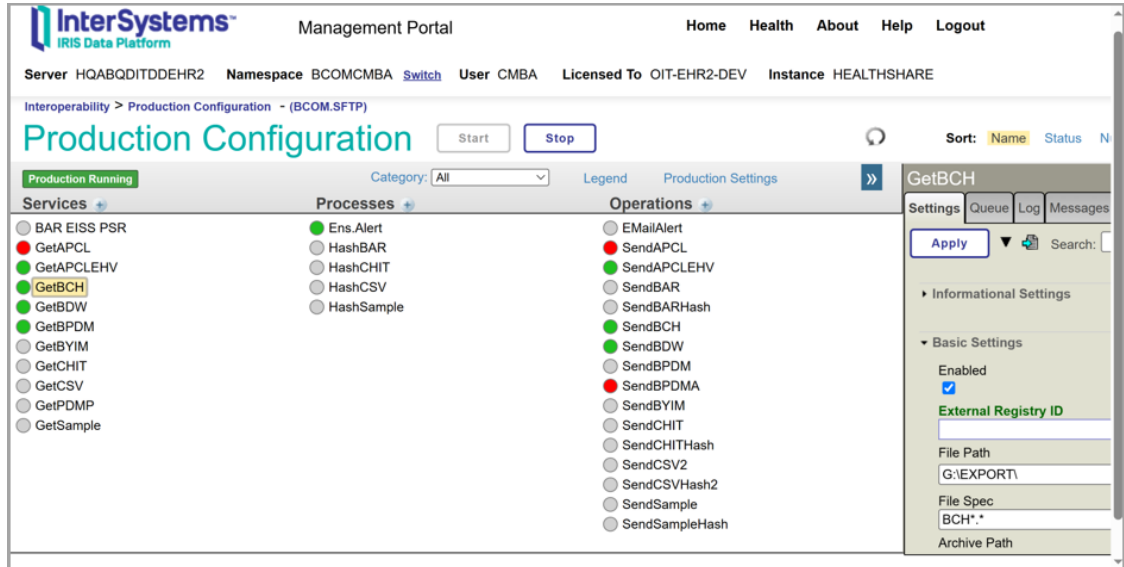 InterSystems™
IRIS Data Platform
Management Portal
Home Health About Help Logout
Server HQABQDITDDEHR2 Namespace BCOMCMBA Switch User CMBA Licensed To OIT-EHR2-DEV Instance HEALTHSHARE
Interoperability > Production Configuration - (BCOM.SFTP)
Production Configuration Start Stop Sort: Name Status
Production Running Category: All Legend Production Settings »
Services
BAR EISS PSR
GetAPCL
GetAPCLEHV
GetBCH
GetBDW
GetBPDM
GetBYIM
GetCHIT
GetCSV
GetPDMP
GetSample
Processes
Ens.Alert
HashBAR
HashCHIT
HashCSV
HashSample
Operations
EMailAlert
SendAPCL
SendAPCLEHV
SendBAR
SendBARHash
SendBCH
SendBDW
SendBPDM
SendBPDMA
SendBYIM
SendCHIT
SendCHITHash
SendCSV2
SendCSVHash2
SendSample
SendSampleHash
GetBCH
Settings Queue Log Messages
Apply Search:
Informational Settings
Basic Settings
Enabled
External Registry ID
File Path
G:\EXPORT\
File Spec
BCH*.*
Archive Path